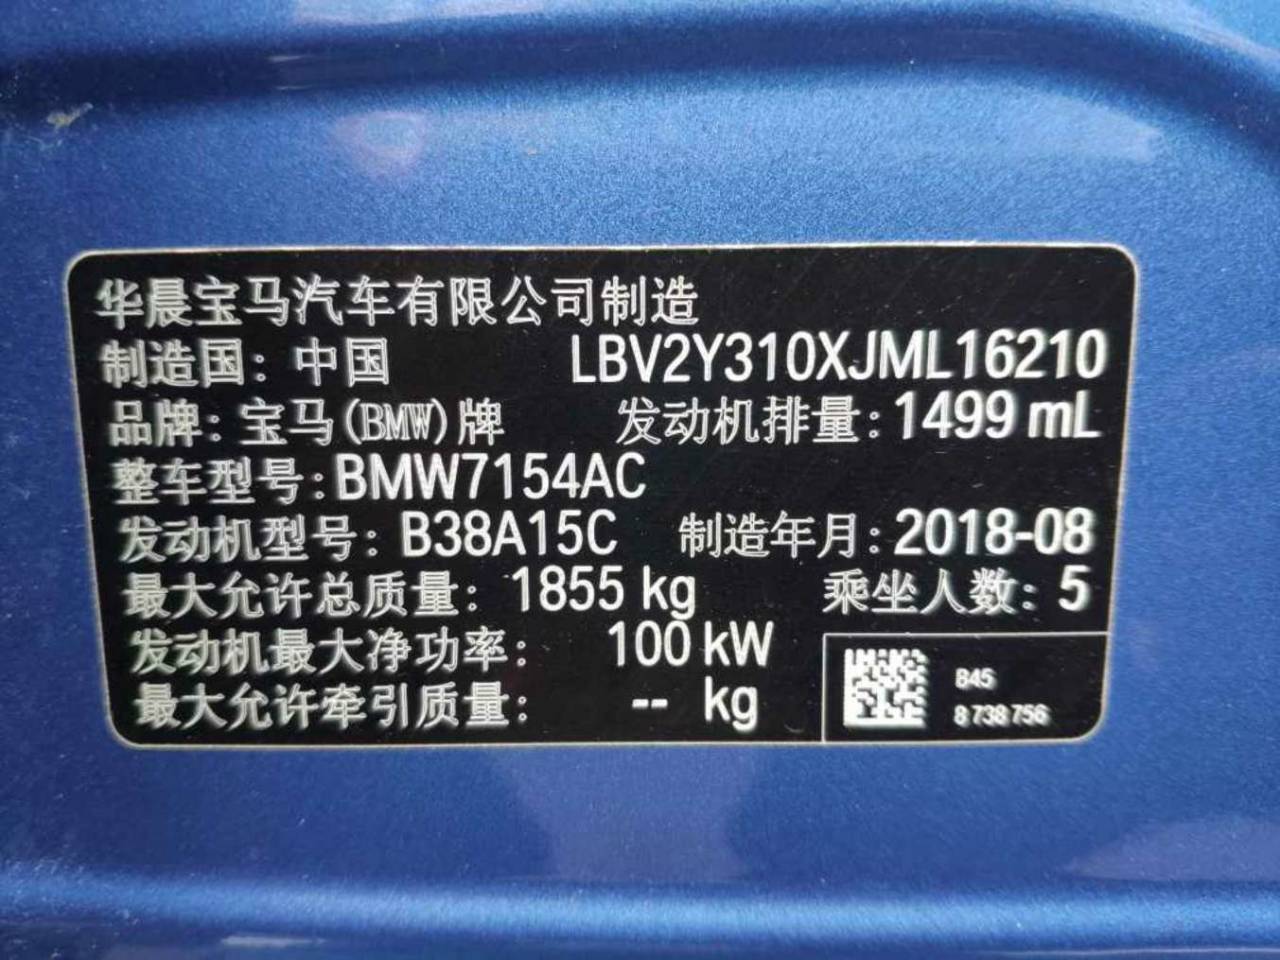 华晨宝马汽车有限公司制造
制造国：中国 LBV2Y310XJML16210
品牌：宝马(BMW)牌 发动机排量：1499 mL
整车型号：BMW7154AC
发动机型号：B38A15C 制造年月：2018-08
最大允许总质量：1855 kg 乘坐人数：5
发动机最大净功率：100 kW
最大允许牵引质量：-- kg
845
8 738 756